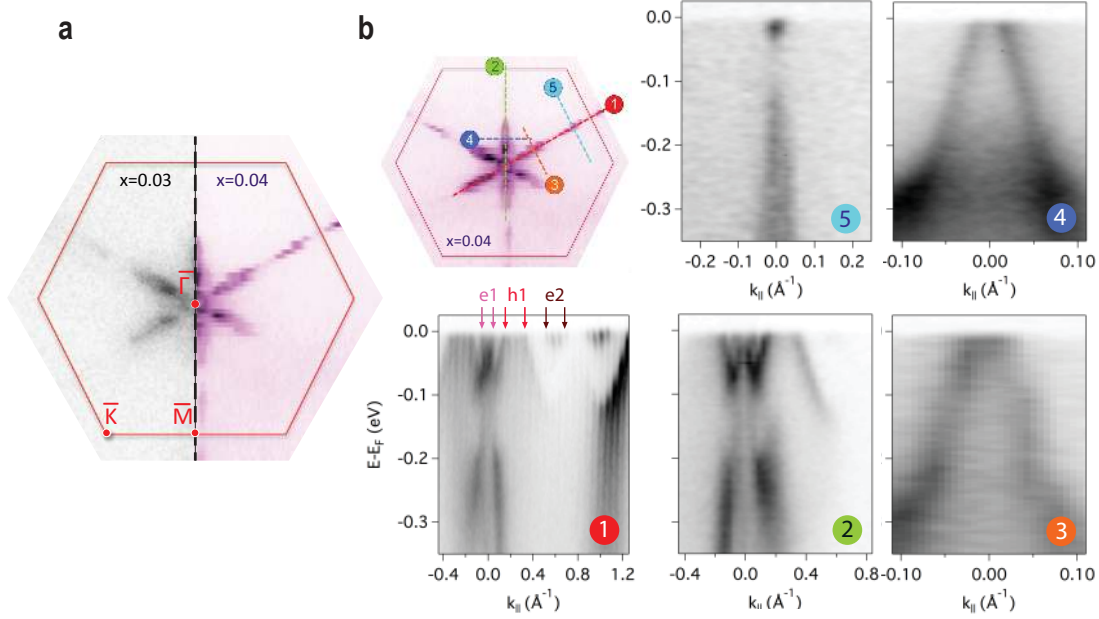 a
x=0.03
x=0.04
Γ̅
K̅
M̅
b
2
5
1
4
3
x=0.04
0.0
-0.1
-0.2
-0.3
5
-0.2 -0.1 0.0 0.1 0.2
k|| (Å⁻¹)
4
-0.10 0.00 0.10
k|| (Å⁻¹)
e1 h1 e2
E-EF (eV)
0.0
-0.1
-0.2
-0.3
1
-0.4 0.0 0.4 0.8 1.2
k|| (Å⁻¹)
2
-0.4 0.0 0.4 0.8
k|| (Å⁻¹)
3
-0.10 0.00 0.10
k|| (Å⁻¹)